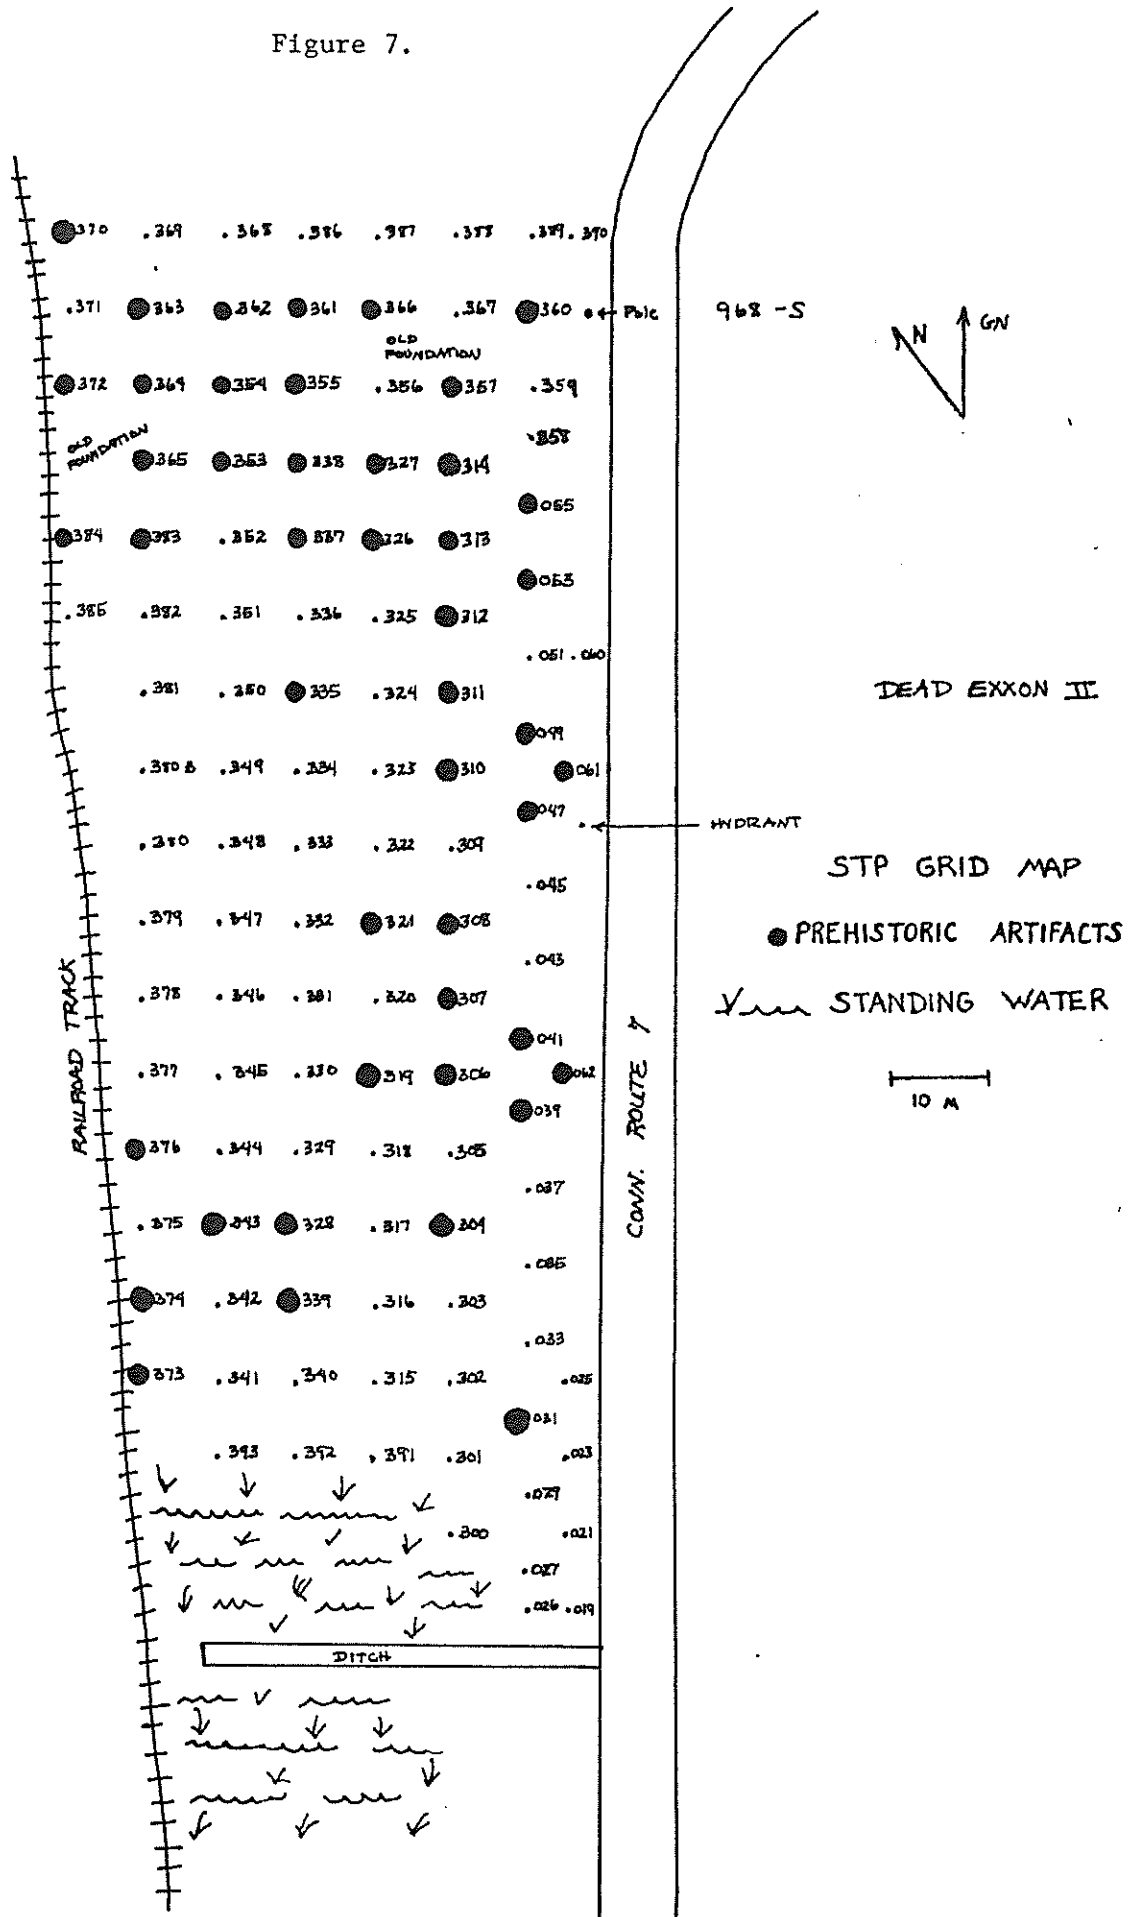 Figure 7.
370 .369 .368 .386 .387 .388 .389 .390
.371 363 362 361 366 .367 360 Pole 968-S
N GN
OLD
FOUNDATION
372 364 354 355 .356 357 .359
.358
OLD
FOUNDATION
365 353 338 327 314
055
384 383 .352 337 326 313
053
.385 .382 .351 .336 .325 312
.051 .060
.381 .350 335 .324 311
DEAD EXXON II
049
.380B .349 .334 .323 310 061
047
HYDRANT
.380 .348 .333 .322 .309
STP GRID MAP
.045
.379 .347 .332 321 308
PREHISTORIC ARTIFACTS
.043
.378 .346 .331 .320 307
STANDING WATER
RAILROAD TRACK
041
.377 .345 .330 319 306 062
10 M
039
CONN. ROUTE 7
376 .344 .329 .318 .305
.037
.375 343 328 .317 304
.035
374 .342 339 .316 .303
.033
373 .341 .340 .315 .302 .025
031
.393 .392 .391 .301 .023
.029
.300 .021
.027
.026 .019
DITCH